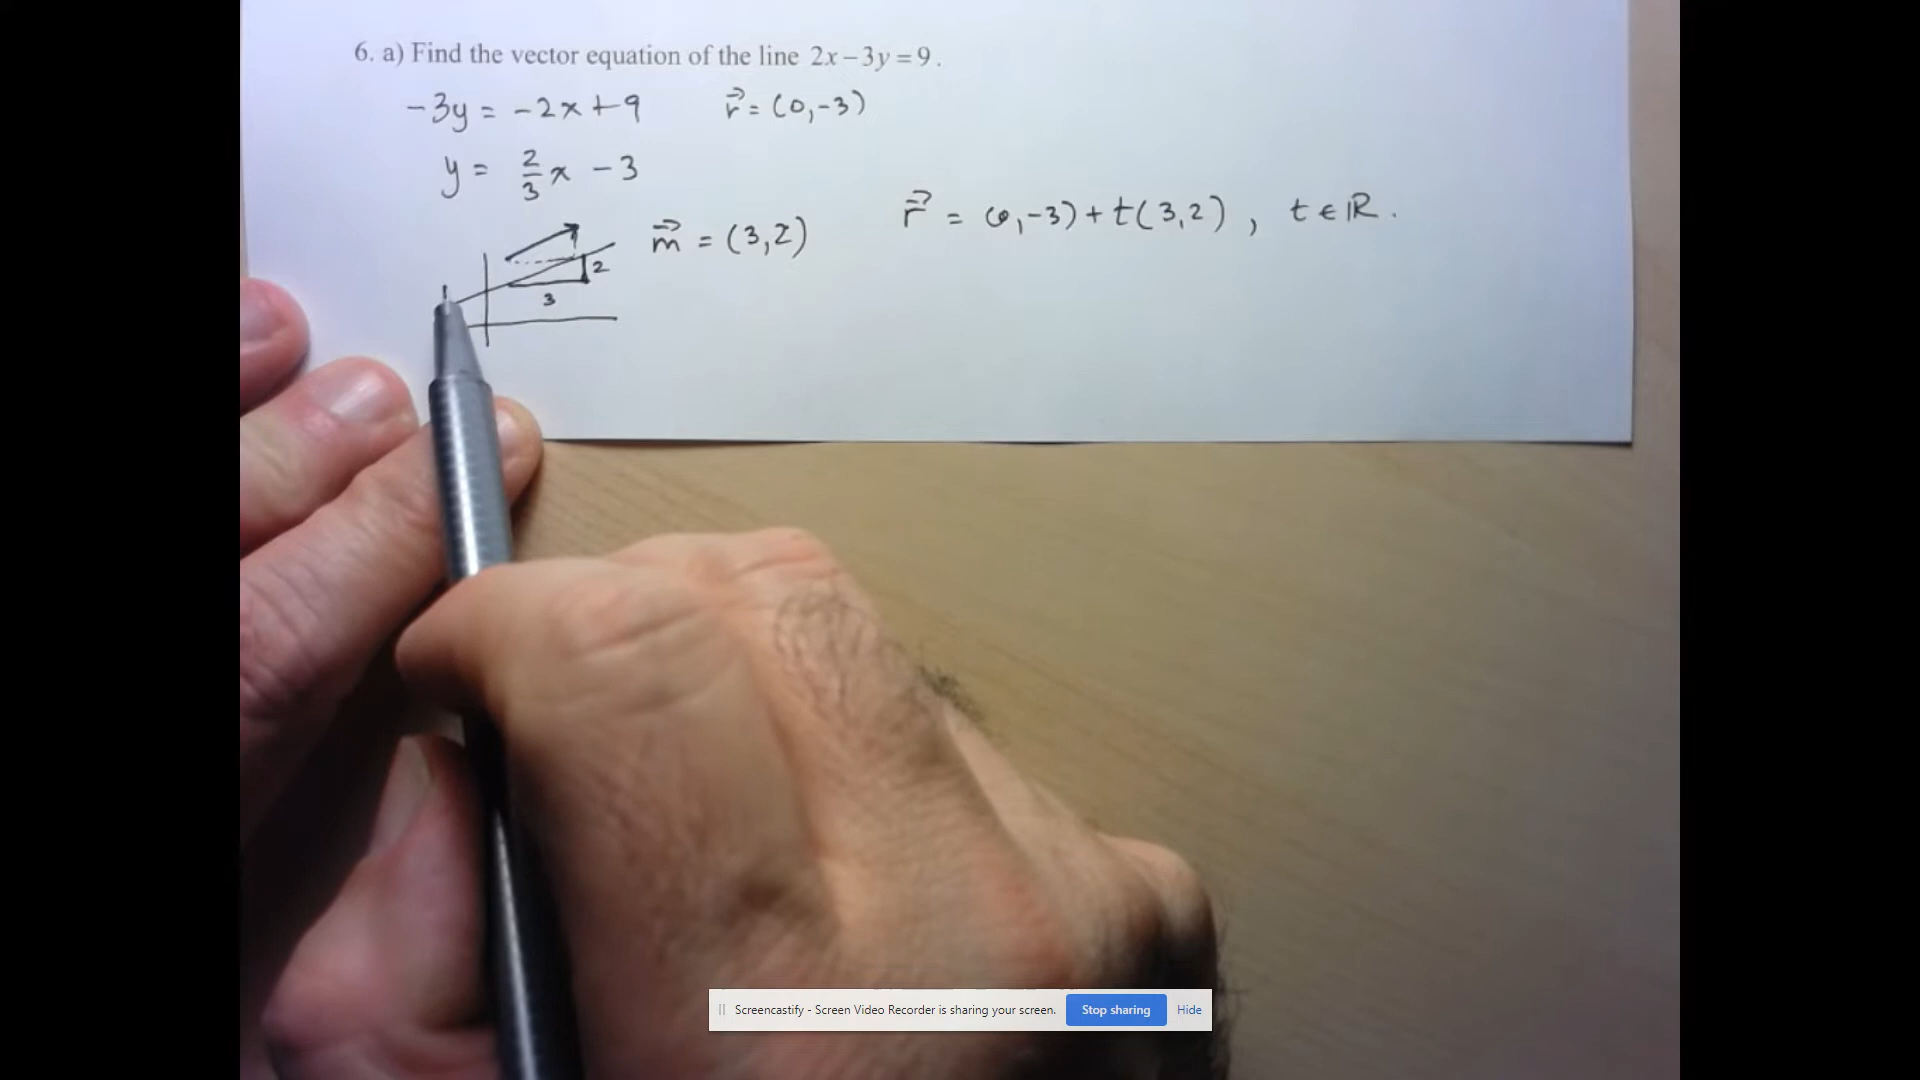 6. a) Find the vector equation of the line 2x – 3y = 9.
-3y = -2x + 9
r⃗ = (0, -3)
y = 2/3 x - 3
m⃗ = (3, 2)
r⃗ = (0, -3) + t(3, 2), t ∈ ℝ.
2
3
Screencastify - Screen Video Recorder is sharing your screen.
Stop sharing
Hide